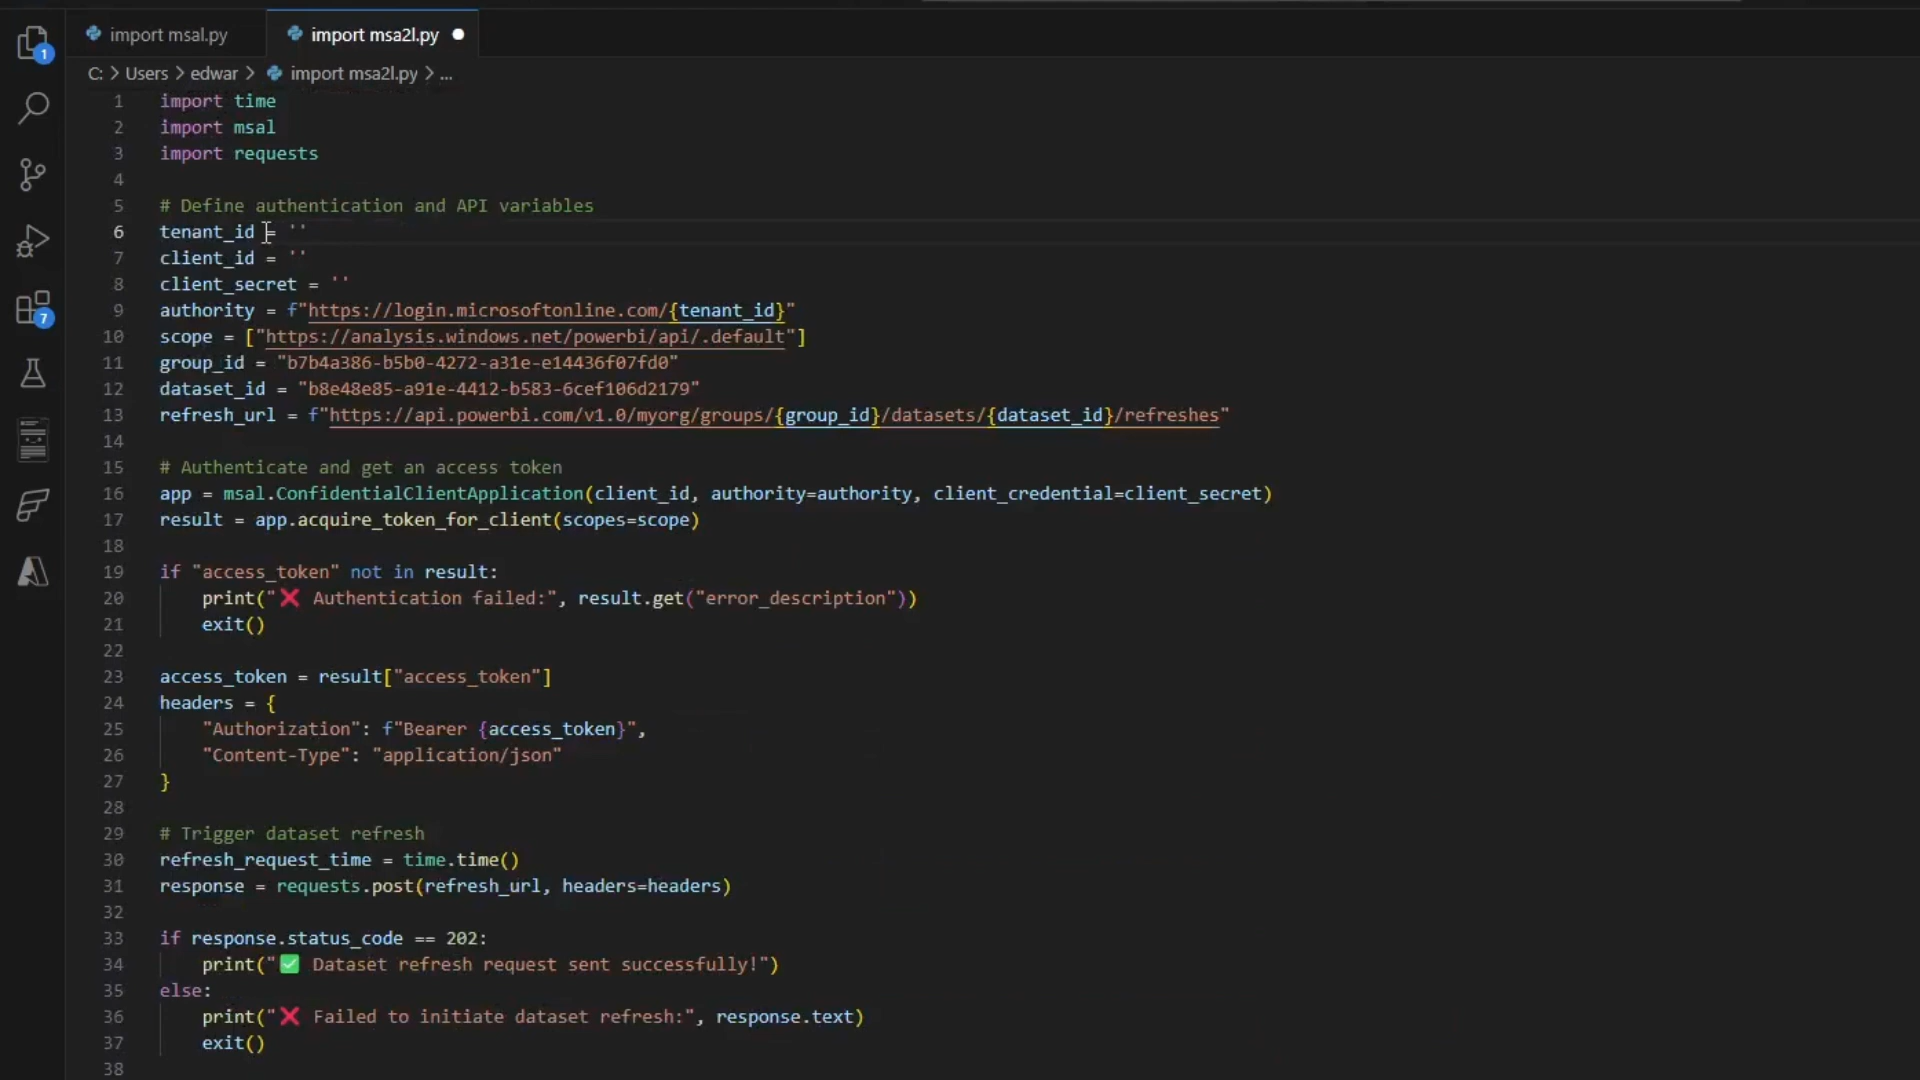 import msal.py
import msa2l.py
C: > Users > edwar > import msa2l.py > ...
1
1 import time
2 import msal
3 import requests
4
5 # Define authentication and API variables
6 tenant_id = ''
7 client_id = ''
8 client_secret = ''
9 authority = f"https://login.microsoftonline.com/{tenant_id}"
10 scope = ["https://analysis.windows.net/powerbi/api/.default"]
11 group_id = "b7b4a386-b5b0-4272-a31e-e14436f07fd0"
12 dataset_id = "b8e48e85-a91e-4412-b583-6cef106d2179"
13 refresh_url = f"https://api.powerbi.com/v1.0/myorg/groups/{group_id}/datasets/{dataset_id}/refreshes"
7
14
15 # Authenticate and get an access token
16 app = msal.ConfidentialClientApplication(client_id, authority=authority, client_credential=client_secret)
17 result = app.acquire_token_for_client(scopes=scope)
18
19 if "access_token" not in result:
20     print("❌ Authentication failed:", result.get("error_description"))
21     exit()
22
23 access_token = result["access_token"]
24 headers = {
25     "Authorization": f"Bearer {access_token}",
26     "Content-Type": "application/json"
27 }
28
29 # Trigger dataset refresh
30 refresh_request_time = time.time()
31 response = requests.post(refresh_url, headers=headers)
32
33 if response.status_code == 202:
34     print("✅ Dataset refresh request sent successfully!")
35 else:
36     print("❌ Failed to initiate dataset refresh:", response.text)
37     exit()
38